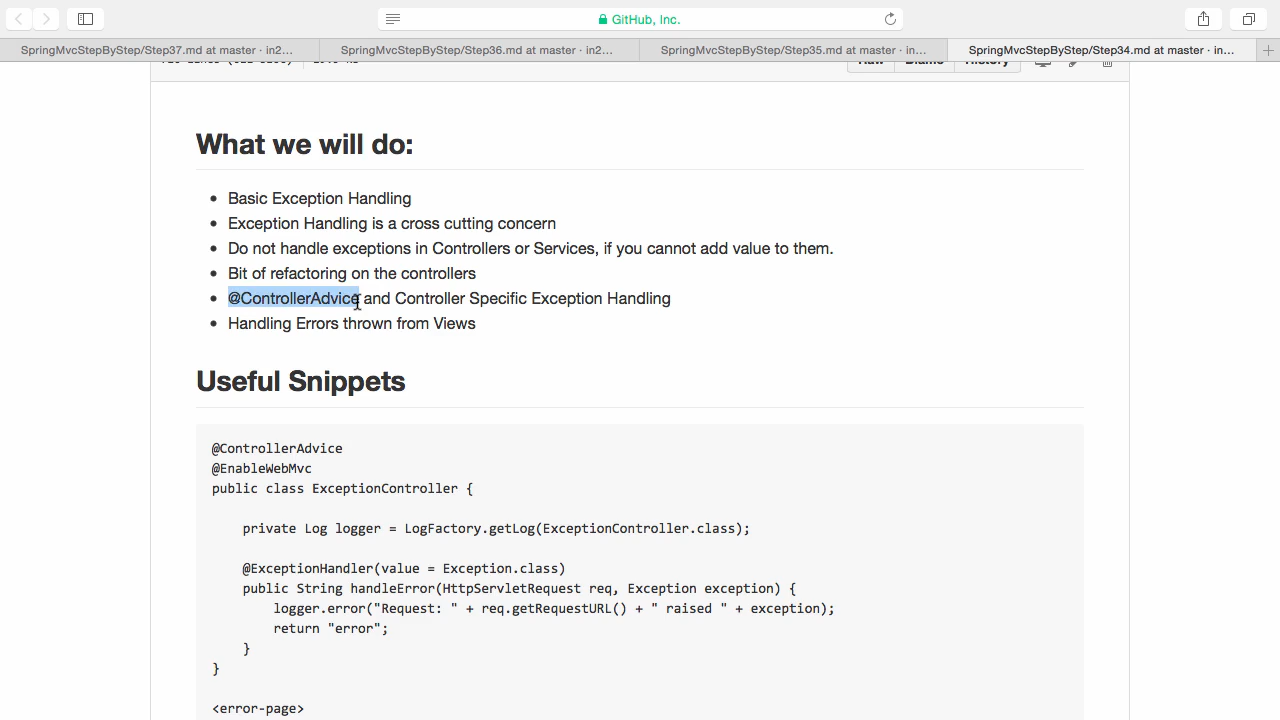 GitHub, Inc.
SpringMvcStepByStep/Step37.md at master · in2...
SpringMvcStepByStep/Step36.md at master · in2...
SpringMvcStepByStep/Step35.md at master · in...
SpringMvcStepByStep/Step34.md at master · in...
Raw Blame History
What we will do:
Basic Exception Handling
Exception Handling is a cross cutting concern
Do not handle exceptions in Controllers or Services, if you cannot add value to them.
Bit of refactoring on the controllers
@ControllerAdvice and Controller Specific Exception Handling
Handling Errors thrown from Views
Useful Snippets
@ControllerAdvice
@EnableWebMvc
public class ExceptionController {
private Log logger = LogFactory.getLog(ExceptionController.class);
@ExceptionHandler(value = Exception.class)
public String handleError(HttpServletRequest req, Exception exception) {
logger.error("Request: " + req.getRequestURL() + " raised " + exception);
return "error";
}
}
<error-page>